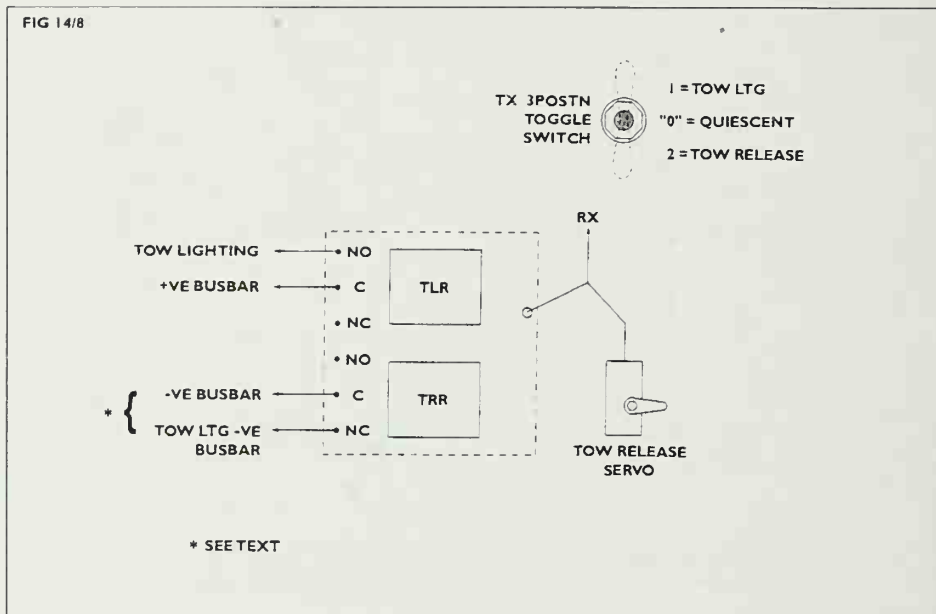 FIG 14/8
TX 3POSTN
TOGGLE
SWITCH
1 = TOW LTG
"0" = QUIESCENT
2 = TOW RELEASE
RX
TOW LIGHTING
NO
+VE BUSBAR
C
TLR
NC
NO
-VE BUSBAR
C
TRR
* {
TOW LTG -VE
BUSBAR
NC
TOW RELEASE
SERVO
* SEE TEXT